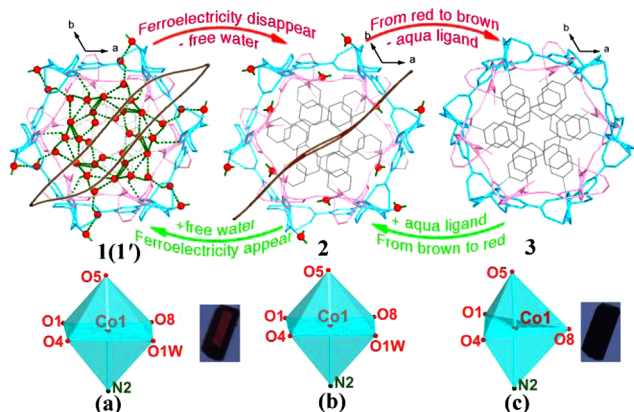 Ferroelectricity disappear
- free water
From red to brown
- aqua ligand
b
a
b
a
b
a
+free water
Ferroelectricity appear
+ aqua ligand
From brown to red
1(1′)
2
3
O5
O1
Co1
O8
O4
O1W
N2
(a)
O5
O1
Co1
O8
O4
O1W
N2
(b)
O5
O1
Co1
O4
O8
N2
(c)